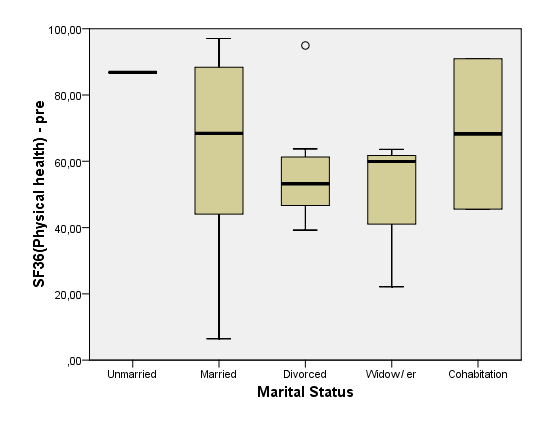 100,00
80,00
60,00
40,00
20,00
,00
SF36(Physical health) - pre
Unmarried Married Divorced Widow/er Cohabitation
Marital Status